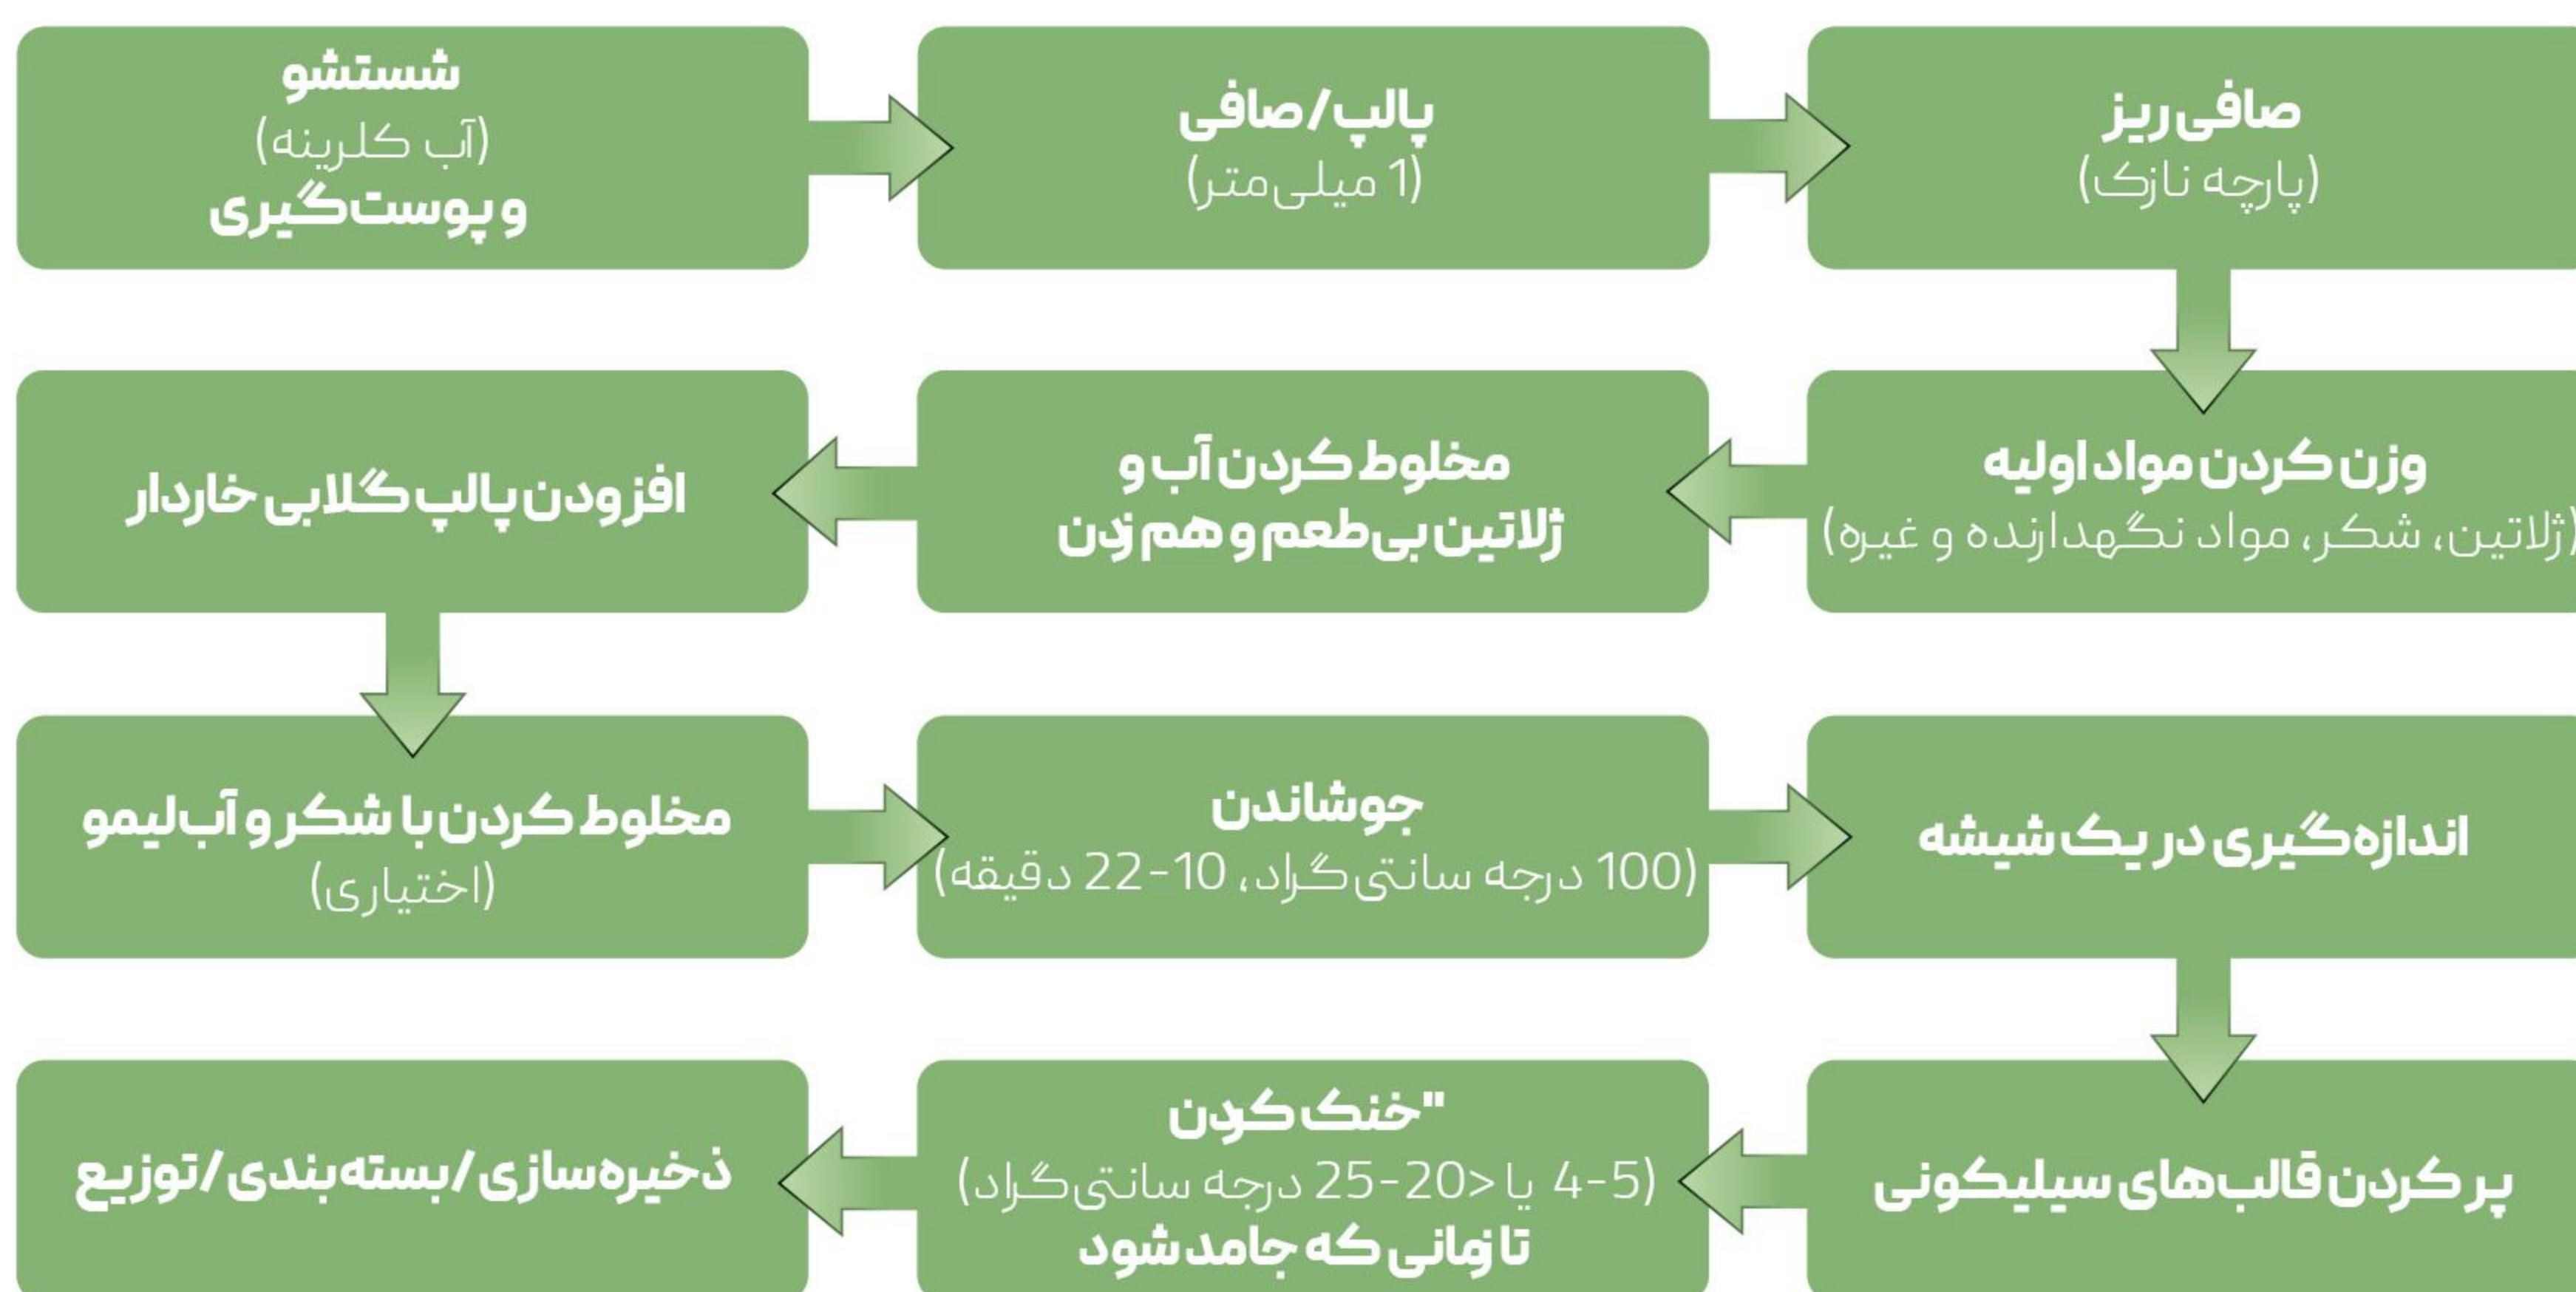 شستشو
(آب کلرینه)
و پوست‌گیری
پالپ/صافی
(1 میلی‌متر)
صافی ریز
(پارچه نازک)
وزن کردن مواد اولیه
(ژلاتین، شکر، مواد نگهدارنده و غیره)
مخلوط کردن آب و
ژلاتین بی‌طعم و هم زدن
افزودن پالپ گلابی خاردار
مخلوط کردن با شکر و آب‌لیمو
(اختیاری)
جوشاندن
(100 درجه سانتی‌گراد، 10-22 دقیقه)
اندازه‌گیری در یک شیشه
پر کردن قالب‌های سیلیکونی
"خنک کردن
(4-5 یا <20-25 درجه سانتی‌گراد)
تا زمانی که جامد شود
ذخیره‌سازی/بسته‌بندی/توزیع